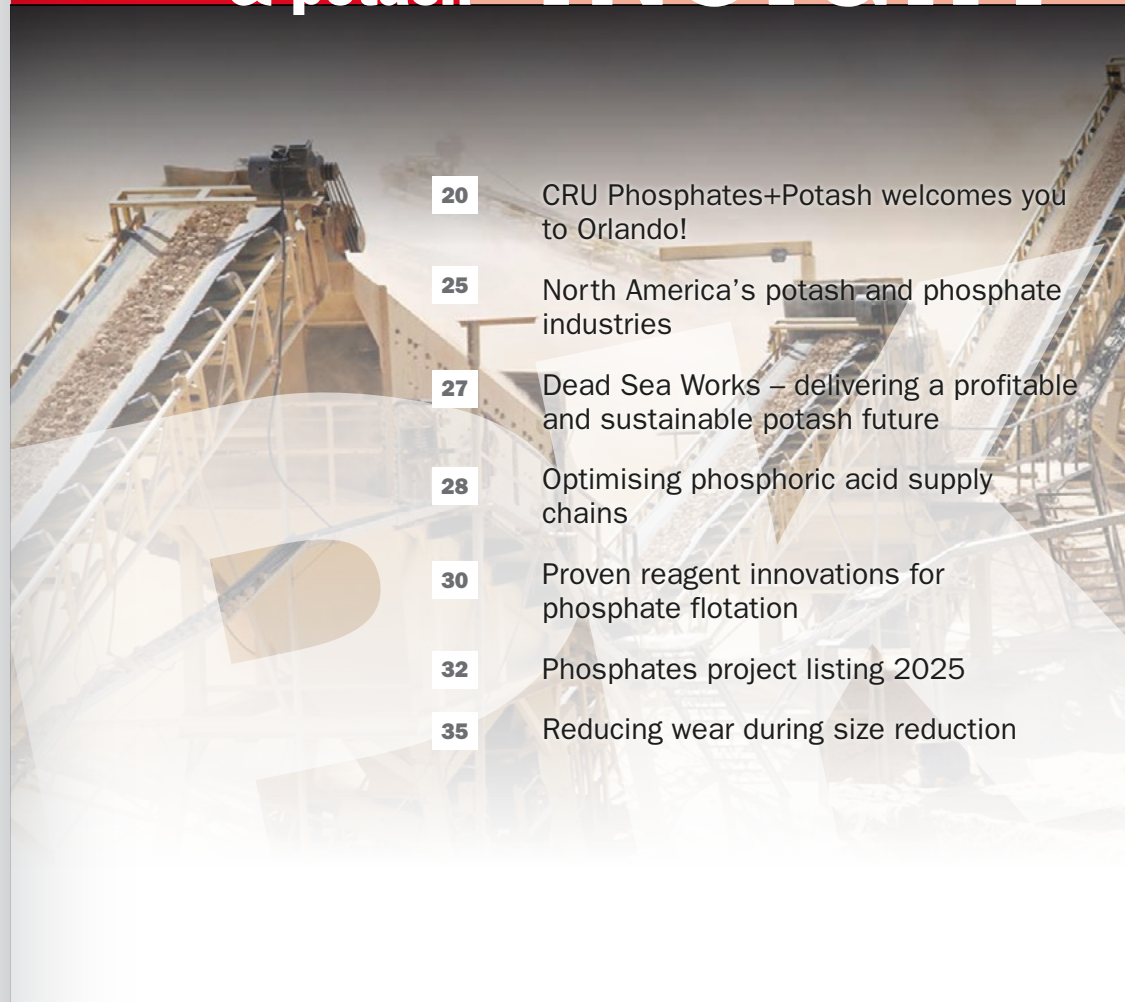 & potash INSIGHT
20 CRU Phosphates+Potash welcomes you
to Orlando!
25 North America’s potash and phosphate
industries
27 Dead Sea Works – delivering a profitable
and sustainable potash future
28 Optimising phosphoric acid supply
chains
30 Proven reagent innovations for
phosphate flotation
32 Phosphates project listing 2025
35 Reducing wear during size reduction